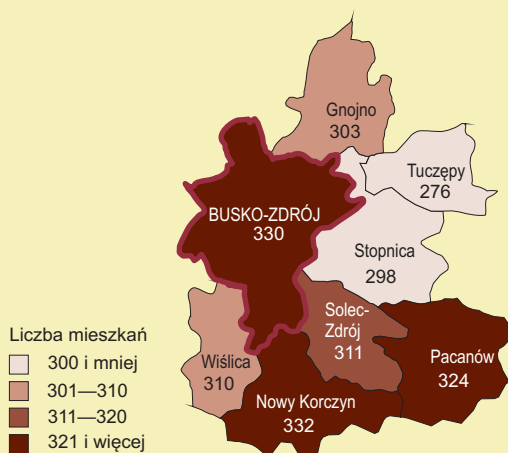 Gnojno
303
Tuczępy
276
BUSKO-ZDRÓJ
330
Stopnica
298
Solec-
Zdrój
311
Wiślica
310
Pacanów
324
Nowy Korczyn
332
Liczba mieszkań
300 i mniej
301—310
311—320
321 i więcej